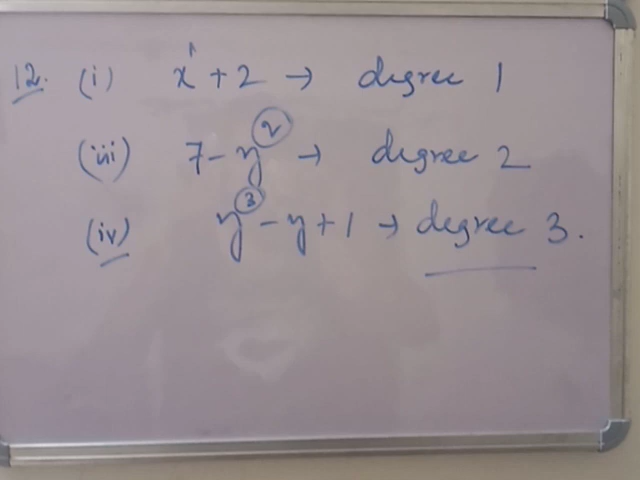 12. (i) x¹ + 2 → degree 1
(iii) 7 - y² → degree 2
(iv) y³ - y + 1 → degree 3.